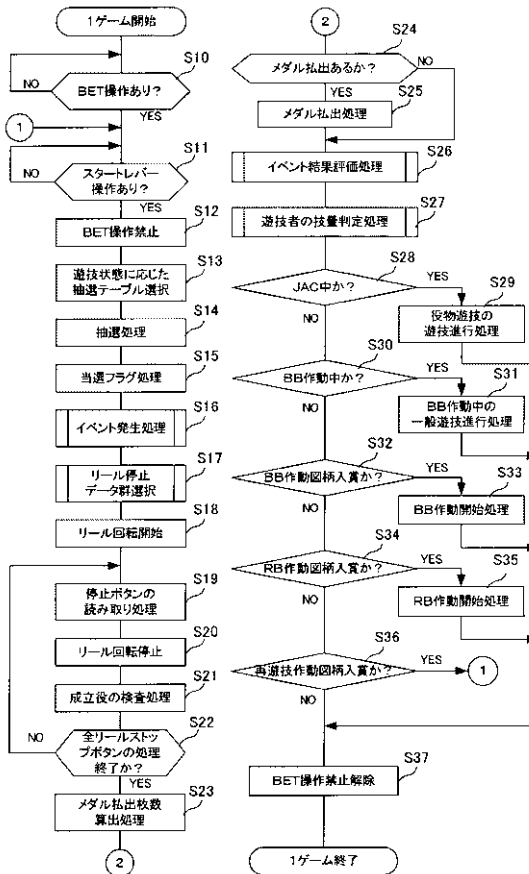 1ゲーム開始
S10
BET操作あり？
NO
YES
1
S11
スタートレバー
操作あり？
YES
S12
BET操作禁止
S13
遊技状態に応じた
抽選テーブル選択
S14
抽選処理
S15
当選フラグ処理
S16
イベント発生処理
S17
リール停止
データ群選択
S18
リール回転開始
S19
停止ボタンの
読み取り処理
S20
リール回転停止
S21
成立役の検査処理
S22
NO
全リールストッ
プボタンの処理
終了か？
YES
S23
メダル払出枚数
算出処理
2
2
S24
メダル払出あるか？
NO
YES
S25
メダル払出処理
S26
イベント結果評価処理
S27
遊技者の技量判定処理
S28
JAC中か？
YES
NO
S29
役物遊技の
遊技進行処理
S30
BB作動中か？
YES
NO
S31
BB作動中の
一般遊技進行処理
S32
BB作動図柄入賞か？
YES
NO
S33
BB作動開始処理
S34
RB作動図柄入賞か？
YES
NO
S35
RB作動開始処理
S36
再遊技作動図柄入賞か？
YES
1
NO
S37
BET操作禁止解除
1ゲーム終了